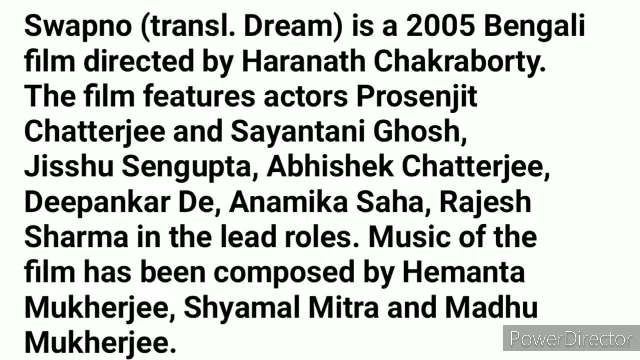 Swapno (transl. Dream) is a 2005 Bengali
film directed by Haranath Chakraborty.
The film features actors Prosenjit
Chatterjee and Sayantani Ghosh,
Jisshu Sengupta, Abhishek Chatterjee,
Deepankar De, Anamika Saha, Rajesh
Sharma in the lead roles. Music of the
film has been composed by Hemanta
Mukherjee, Shyamal Mitra and Madhu
Mukherjee.
PowerDirector